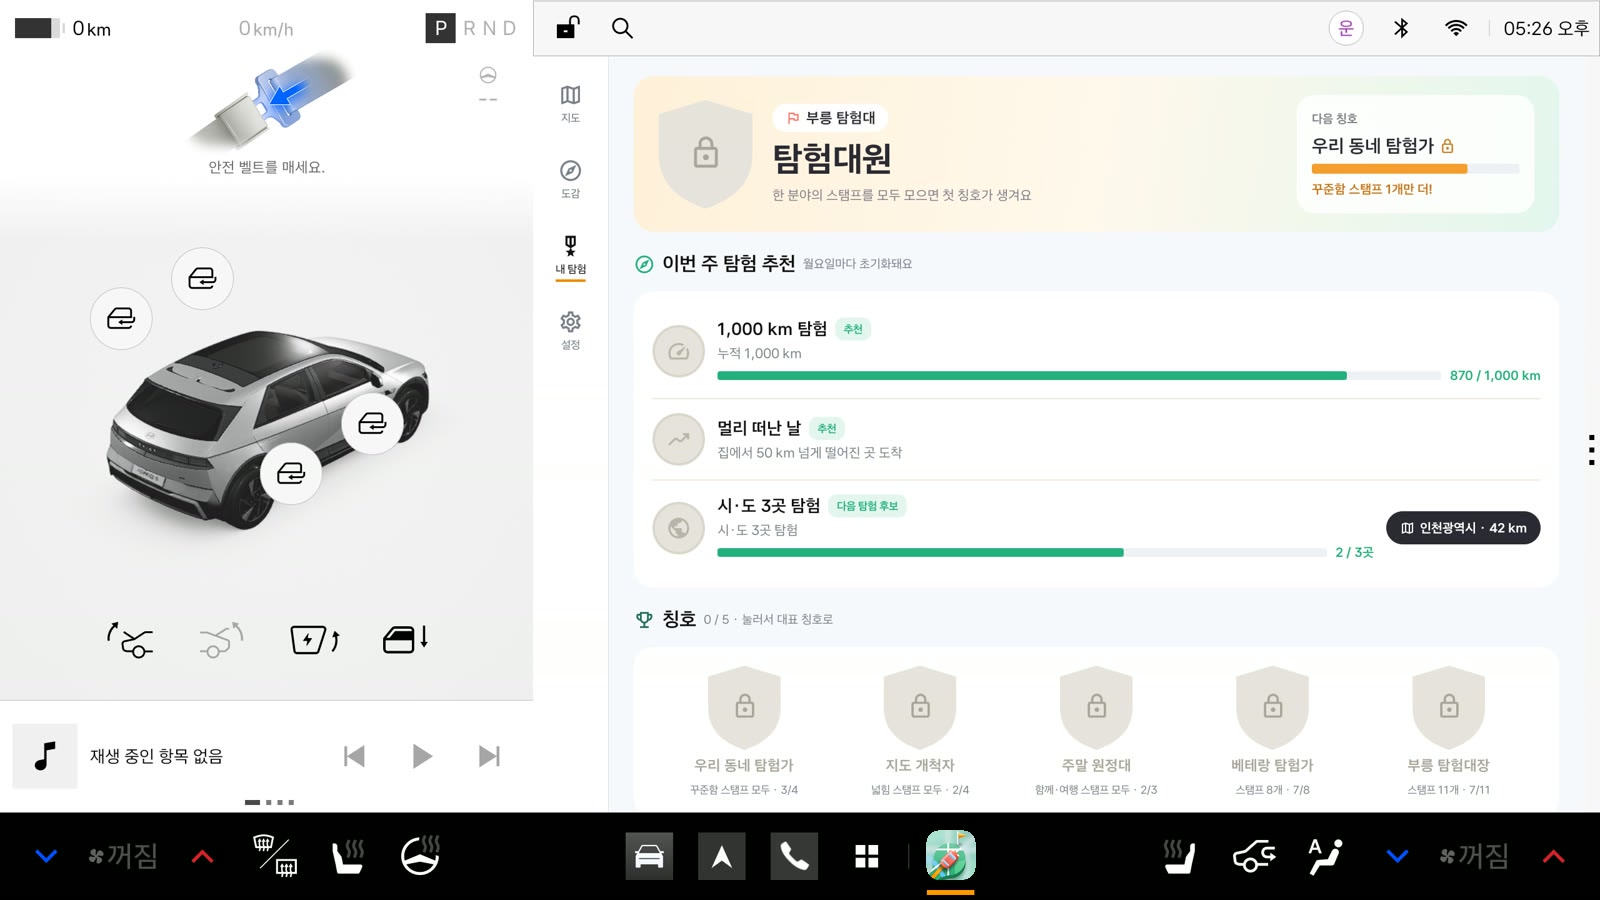 0 km
0 km/h
P R N D
안전 벨트를 매세요.
--
재생 중인 항목 없음
운
05:26 오후
지도
도감
내 탐험
설정
부릉 탐험대
탐험대원
한 분야의 스탬프를 모두 모으면 첫 칭호가 생겨요
다음 칭호
우리 동네 탐험가
꾸준함 스탬프 1개만 더!
이번 주 탐험 추천 월요일마다 초기화돼요
1,000 km 탐험 추천
누적 1,000 km
870 / 1,000 km
멀리 떠난 날 추천
집에서 50 km 넘게 떨어진 곳 도착
시·도 3곳 탐험 다음 탐험 후보
시·도 3곳 탐험
2 / 3곳
인천광역시 · 42 km
칭호 0 / 5 · 눌러서 대표 칭호로
우리 동네 탐험가
꾸준함 스탬프 모두 · 3/4
지도 개척자
넓힘 스탬프 모두 · 2/4
주말 원정대
함께·여행 스탬프 모두 · 2/3
베테랑 탐험가
스탬프 8개 · 7/8
부릉 탐험대장
스탬프 11개 · 7/11
꺼짐
A
꺼짐